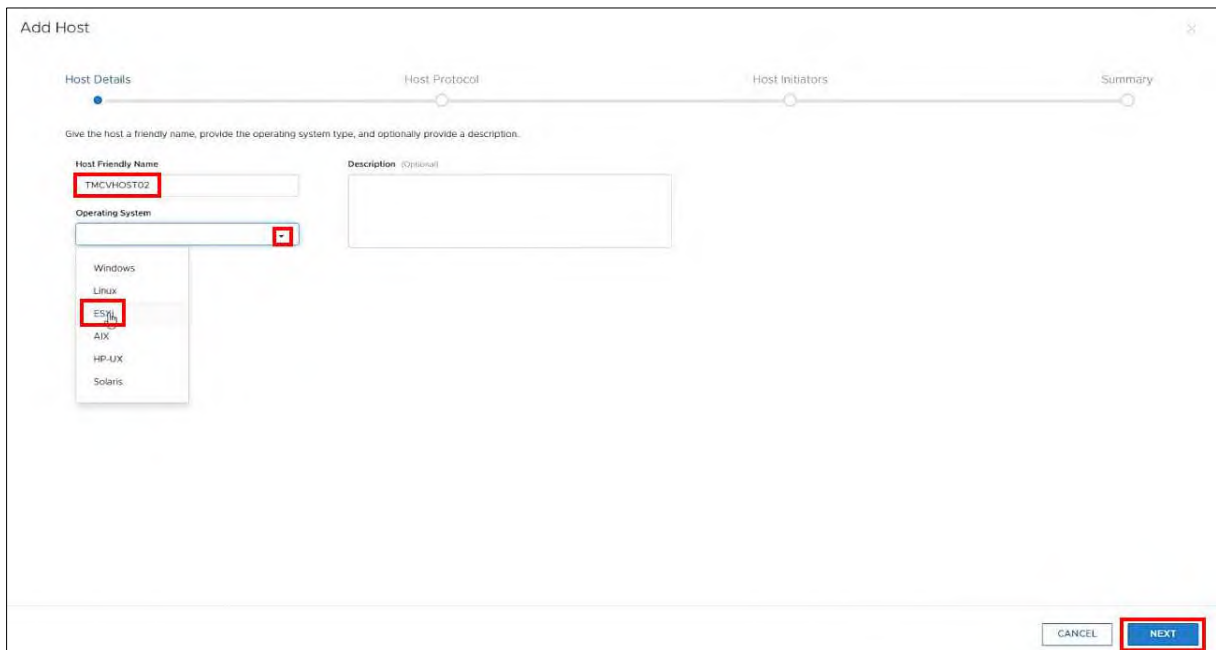 Add Host
Host Details
Host Protocol
Host Initiators
Summary
Give the host a friendly name, provide the operating system type, and optionally provide a description.
Host Friendly Name
Description (Optional)
TMCVHOST02
Operating System
Windows
Linux
ESXi
AIX
HP-UX
Solaris
CANCEL
NEXT